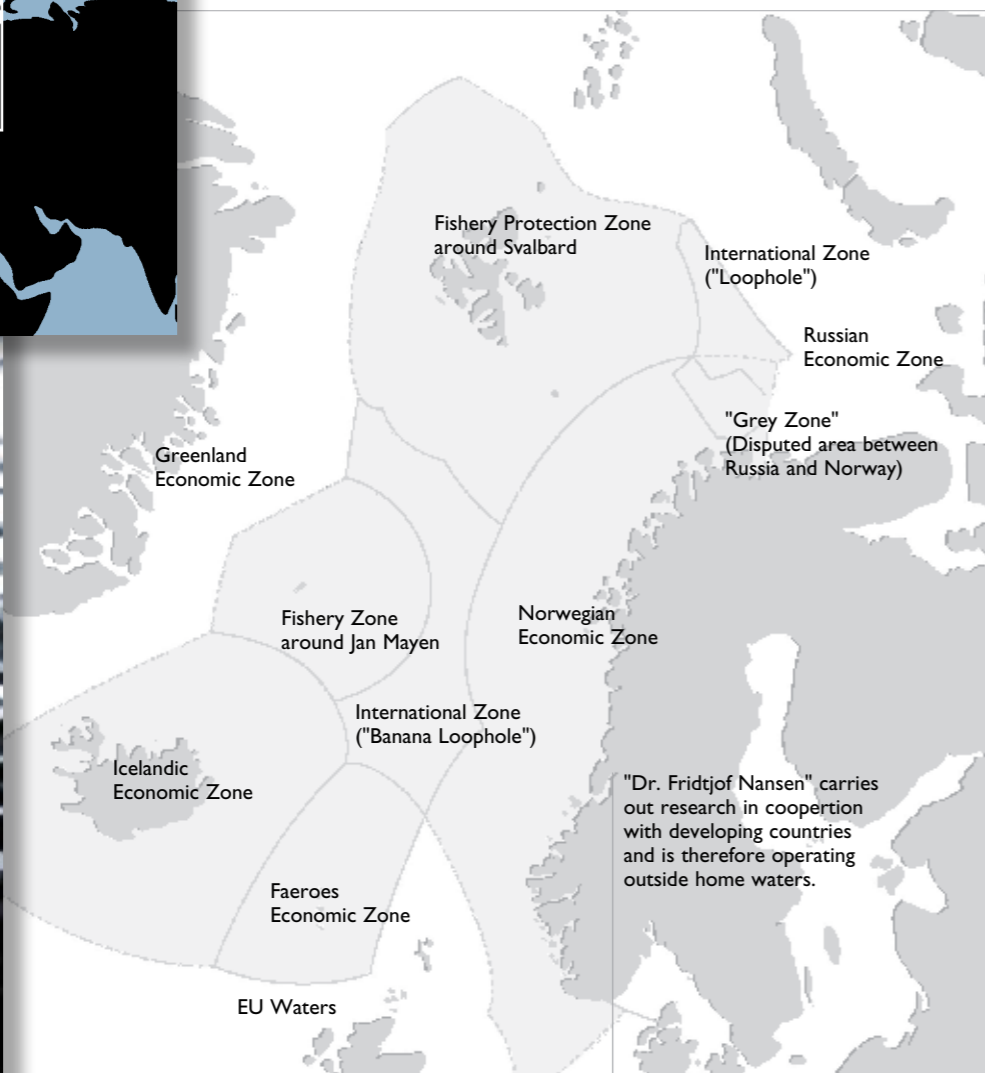 Fishery Protection Zone
around Svalbard
International Zone
("Loophole")
Russian
Economic Zone
"Grey Zone"
(Disputed area between
Russia and Norway)
Greenland
Economic Zone
Fishery Zone
around Jan Mayen
Norwegian
Economic Zone
International Zone
("Banana Loophole")
Icelandic
Economic Zone
"Dr. Fridtjof Nansen" carries
out research in coopertion
with developing countries
and is therefore operating
outside home waters.
Faeroes
Economic Zone
EU Waters